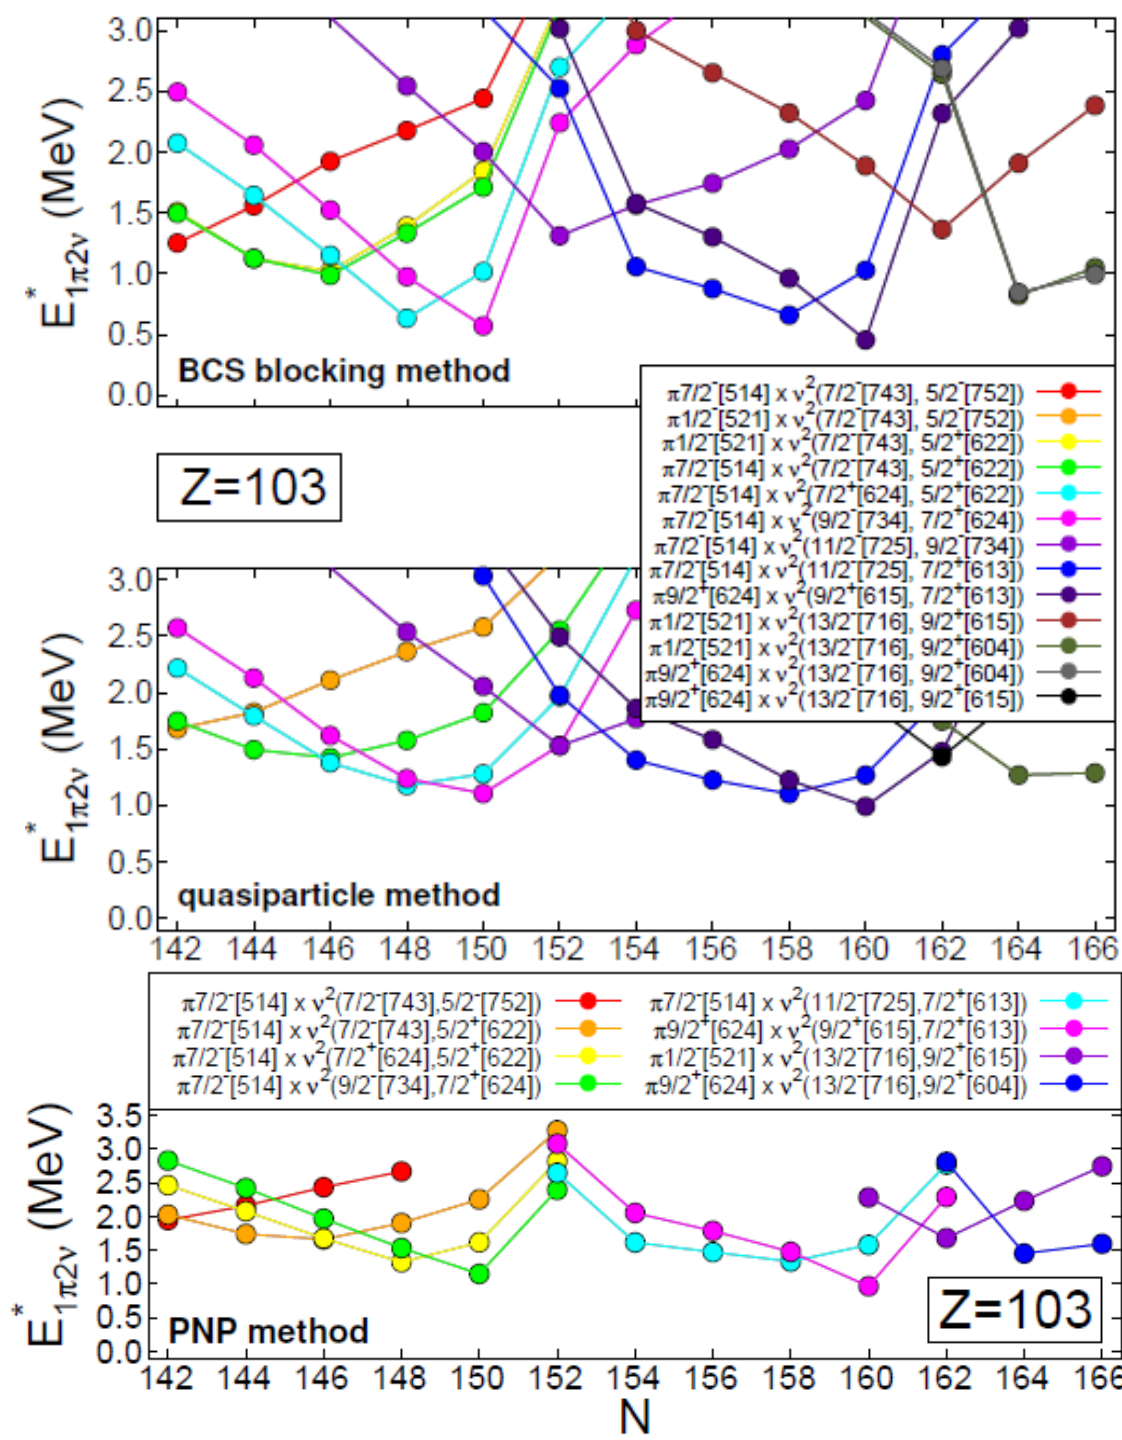 3.0
2.5
2.0
1.5
1.0
0.5
0.0
E*1π2ν (MeV)
BCS blocking method
π7/2-[514] x ν2(7/2-[743], 5/2-[752])
π1/2-[521] x ν2(7/2-[743], 5/2-[752])
π1/2-[521] x ν2(7/2-[743], 5/2+[622])
π7/2-[514] x ν2(7/2-[743], 5/2+[622])
π7/2-[514] x ν2(7/2+[624], 5/2+[622])
π7/2-[514] x ν2(9/2-[734], 7/2+[624])
π7/2-[514] x ν2(11/2-[725], 9/2-[734])
π7/2-[514] x ν2(11/2-[725], 7/2+[613])
π9/2+[624] x ν2(9/2+[615], 7/2+[613])
π1/2-[521] x ν2(13/2-[716], 9/2+[615])
π1/2-[521] x ν2(13/2-[716], 9/2+[604])
π9/2+[624] x ν2(13/2-[716], 9/2+[604])
π9/2+[624] x ν2(13/2-[716], 9/2+[615])
Z=103
3.0
2.5
2.0
1.5
1.0
0.5
0.0
E*1π2ν (MeV)
quasiparticle method
142 144 146 148 150 152 154 156 158 160 162 164 166
π7/2-[514] x ν2(7/2-[743],5/2-[752])
π7/2-[514] x ν2(7/2-[743],5/2+[622])
π7/2-[514] x ν2(7/2+[624],5/2+[622])
π7/2-[514] x ν2(9/2-[734],7/2+[624])
π7/2-[514] x ν2(11/2-[725],7/2+[613])
π9/2+[624] x ν2(9/2+[615],7/2+[613])
π1/2-[521] x ν2(13/2-[716],9/2+[615])
π9/2+[624] x ν2(13/2-[716],9/2+[604])
3.5
3.0
2.5
2.0
1.5
1.0
0.5
0.0
E*1π2ν (MeV)
PNP method
Z=103
142 144 146 148 150 152 154 156 158 160 162 164 166
N